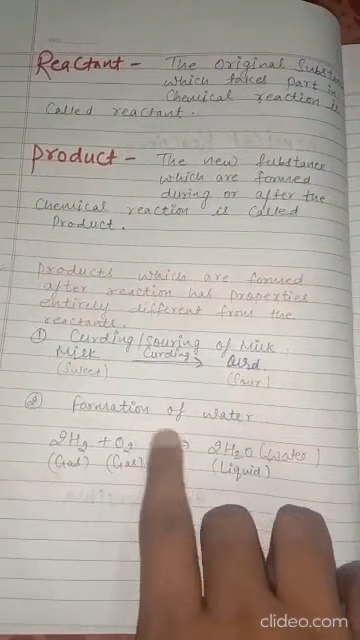 Reactant - The Original Substance
which takes part in
Chemical reaction is
Called reactant.
Product - The new Substance
which are formed
during or after the
Chemical reaction is called
Product.
Products which are formed
after reaction has properties
entirely different from the
reactants.
① Curding/Souring of Milk.
Milk Curding → Curd.
(Sweet) (Sour)
② Formation of water
2H₂ + O₂ → 2H₂O (Water)
(Gas) (Gas) (Liquid)
clideo.com